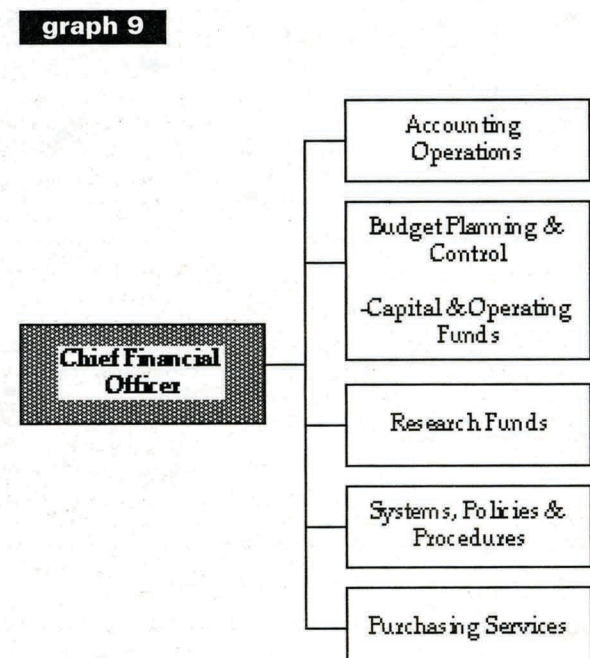 graph 9
Accounting
Operations
Budget Planning &
Control
-Capital & Operating
Funds
Chief Financial
Officer
Research Funds
Systems, Policies &
Procedures
Purchasing Services